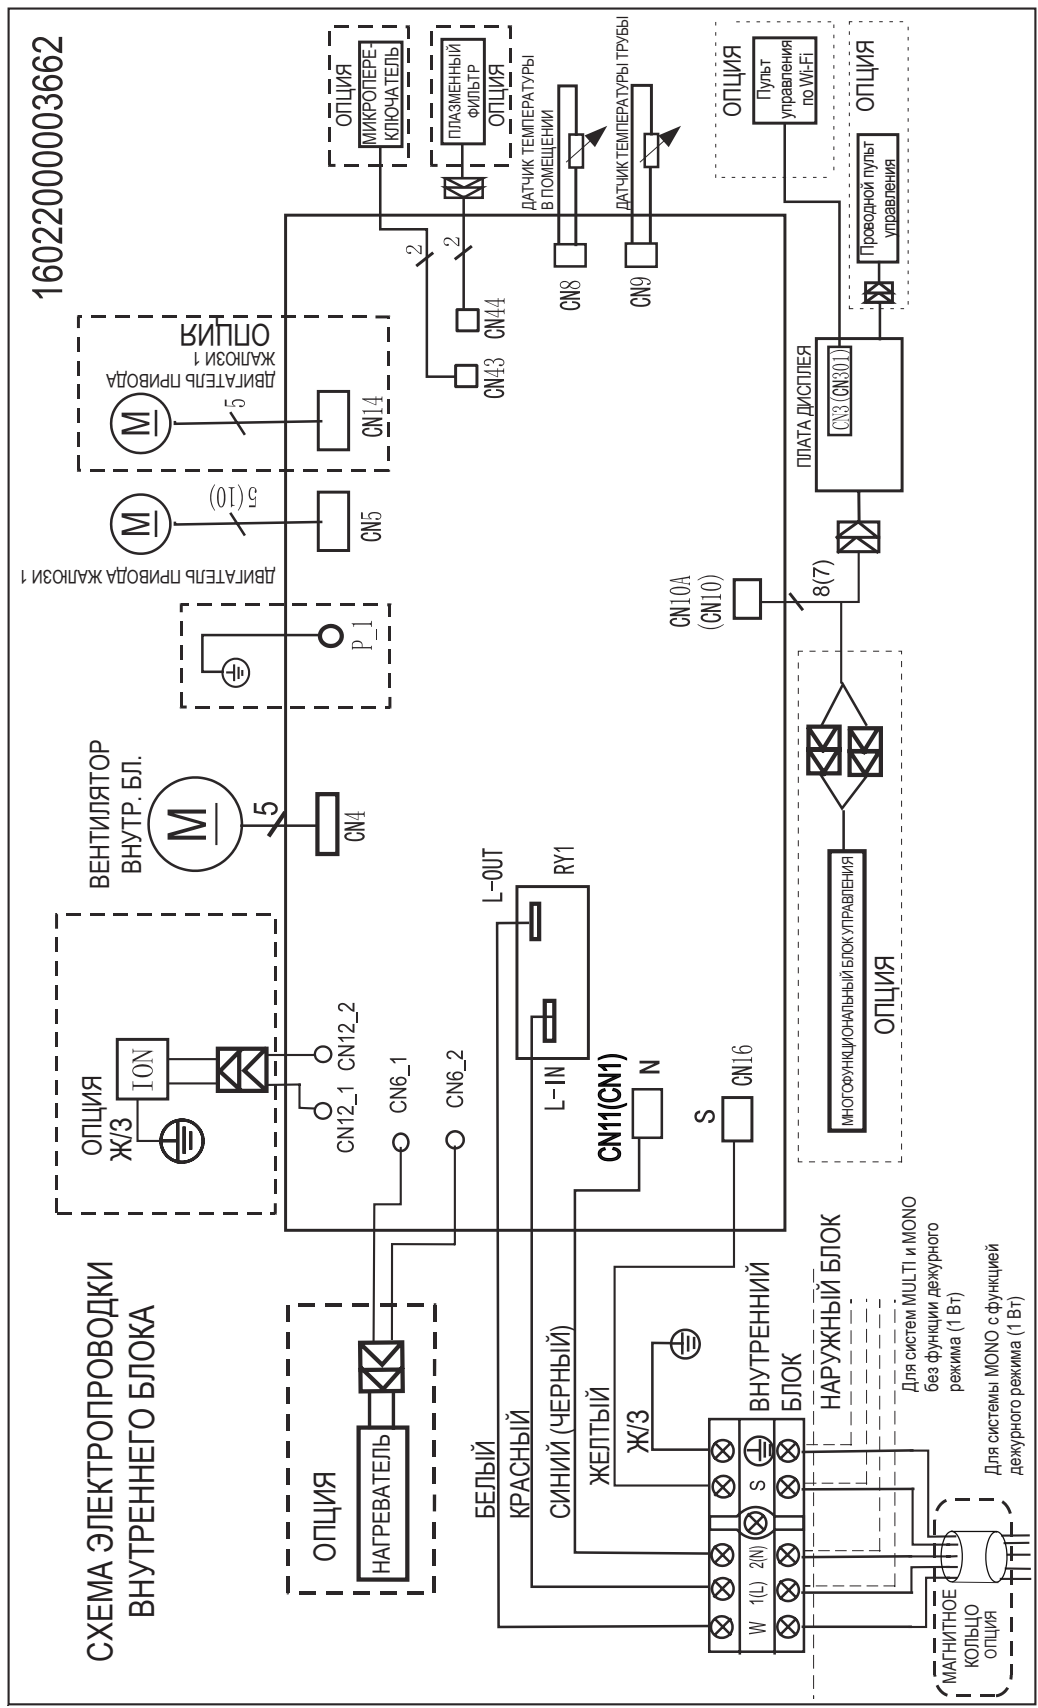 СХЕМА ЭЛЕКТРОПРОВОДКИ
ВНУТРЕННЕГО БЛОКА
16022000003662
ОПЦИЯ
Ж/З
ION
CN12_1
CN12_2
ВЕНТИЛЯТОР
ВНУТР. БЛ.
M
5
CN4
P_1
ДВИГАТЕЛЬ ПРИВОДА ЖАЛЮЗИ 1
M
5(10)
CN5
ДВИГАТЕЛЬ ПРИВОДА
ЖАЛЮЗИ 1
ОПЦИЯ
M
5
CN14
ОПЦИЯ
МИКРОПЕРЕ-
КЛЮЧАТЕЛЬ
2
CN43
ПЛАЗМЕННЫЙ
ФИЛЬТР
ОПЦИЯ
2
CN44
ДАТЧИК ТЕМПЕРАТУРЫ
В ПОМЕЩЕНИИ
CN8
ДАТЧИК ТЕМПЕРАТУРЫ ТРУБЫ
CN9
ОПЦИЯ
Пульт
управления
по Wi-Fi
ОПЦИЯ
Проводной пульт
управления
ПЛАТА ДИСПЛЕЯ
CN3(CN301)
CN10A
(CN10)
8(7)
МНОГОФУНКЦИОНАЛЬНЫЙ БЛОК УПРАВЛЕНИЯ
ОПЦИЯ
ОПЦИЯ
НАГРЕВАТЕЛЬ
CN6_1
CN6_2
L-OUT
RY1
L-IN
CN11(CN1)
N
S
CN16
БЕЛЫЙ
КРАСНЫЙ
СИНИЙ (ЧЕРНЫЙ)
ЖЕЛТЫЙ
Ж/З
W
1(L)
2(N)
S
ВНУТРЕННИЙ
БЛОК
НАРУЖНЫЙ БЛОК
Для систем MULTI и MONO
без функции дежурного
режима (1 Вт)
Для системы MONO с функцией
дежурного режима (1 Вт)
МАГНИТНОЕ
КОЛЬЦО
ОПЦИЯ